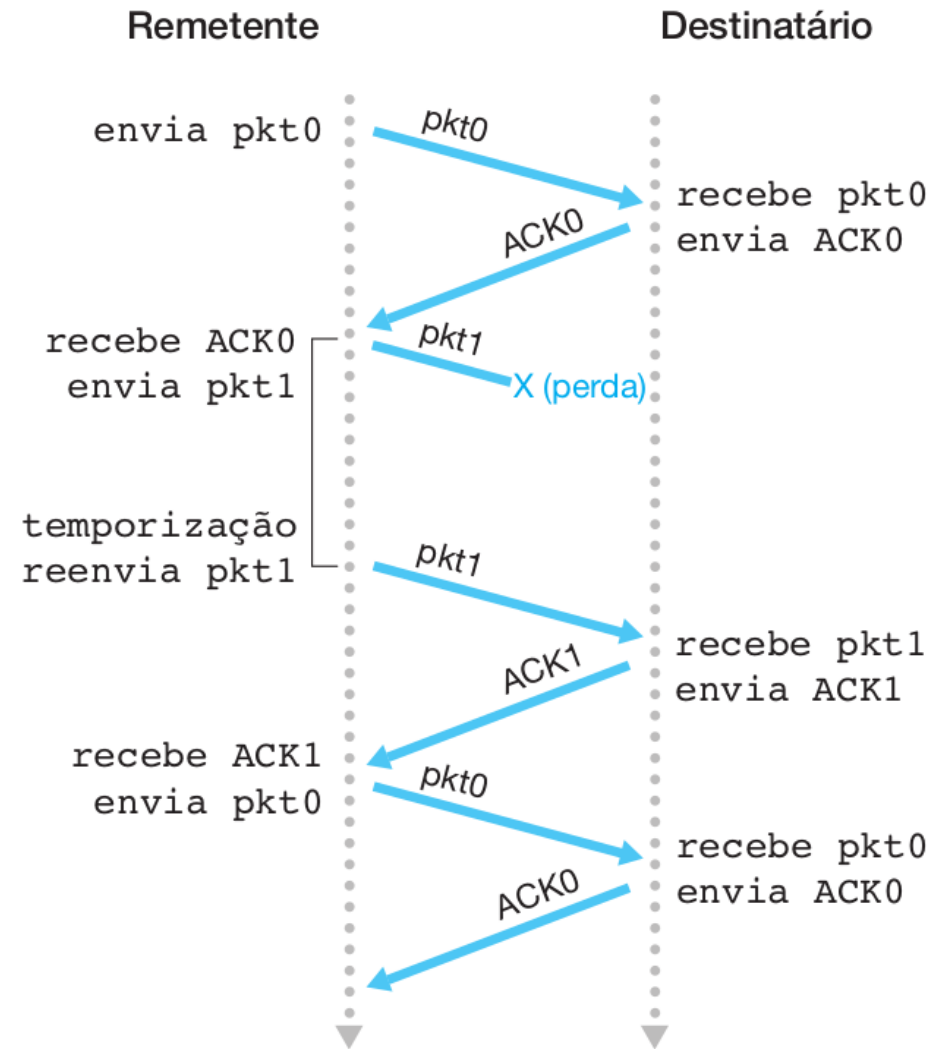 Remetente
Destinatário
envia pkt0
pkt0
recebe pkt0
envia ACK0
ACK0
recebe ACK0
envia pkt1
pkt1
X (perda)
temporização
reenvia pkt1
pkt1
recebe pkt1
envia ACK1
ACK1
recebe ACK1
envia pkt0
pkt0
recebe pkt0
envia ACK0
ACK0